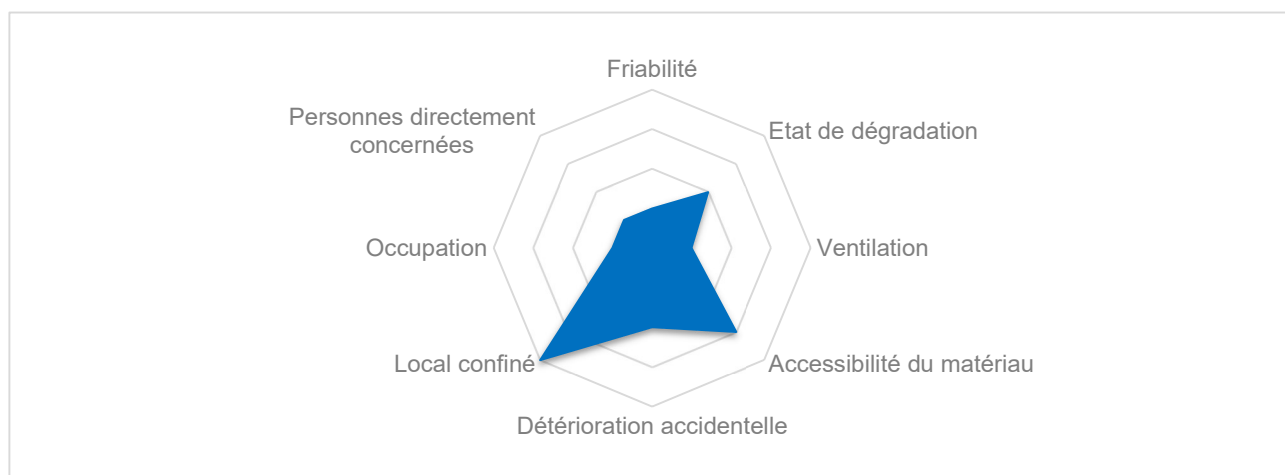 Friabilité
Personnes directement
concernées
Etat de dégradation
Occupation
Ventilation
Local confiné
Accessibilité du matériau
Détérioration accidentelle